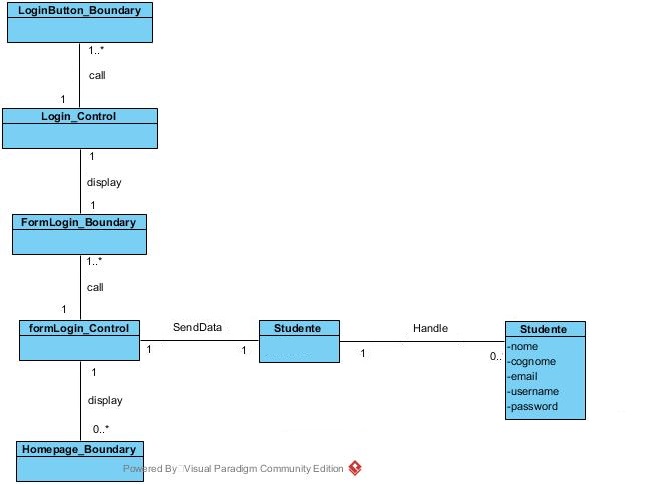 LoginButton_Boundary
1..*
call
1
Login_Control
1
display
1
FormLogin_Boundary
1..*
call
1
formLogin_Control
SendData
1
1
Studente
Handle
1
0..
Studente
-nome
-cognome
-email
-username
-password
1
display
0..*
Homepage_Boundary
Powered By Visual Paradigm Community Edition